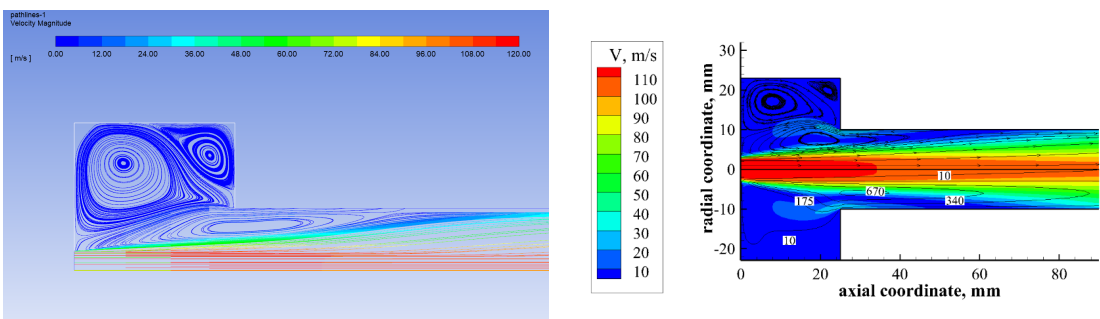 pathlines-1
Velocity Magnitude
[ m/s ]
0.00 12.00 24.00 36.00 48.00 60.00 72.00 84.00 96.00 108.00 120.00
V, m/s
110
100
90
80
70
60
50
40
30
20
10
radial coordinate, mm
30
20
10
0
-10
-20
10
670
175
340
10
0 20 40 60 80
axial coordinate, mm